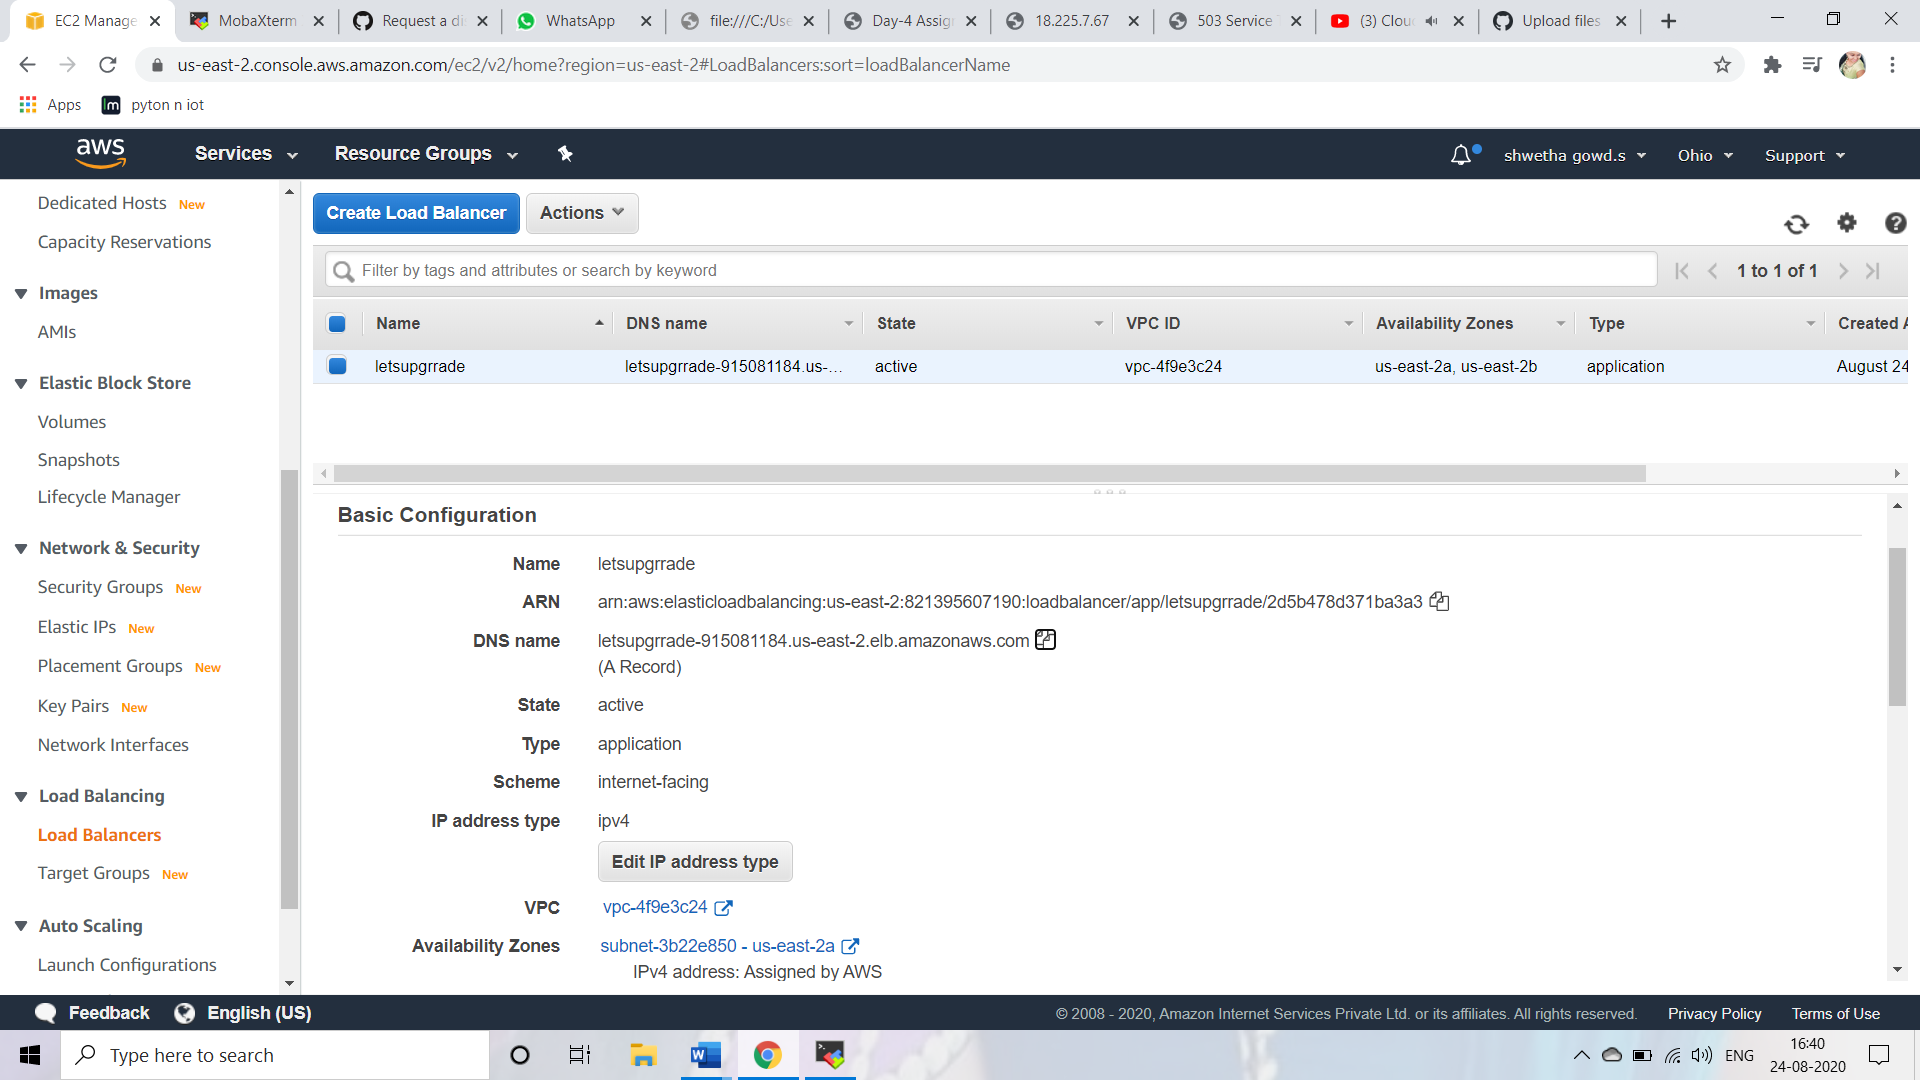 EC2 Manage
MobaXterm
Request a di
WhatsApp
file:///C:/Use
Day-4 Assig
18.225.7.67
503 Service T
(3) Clou
Upload files
us-east-2.console.aws.amazon.com/ec2/v2/home?region=us-east-2#LoadBalancers:sort=loadBalancerName
Apps
pyton n iot
aws
Services
Resource Groups
shwetha gowd.s
Ohio
Support
Dedicated Hosts New
Capacity Reservations
Images
AMIs
Elastic Block Store
Volumes
Snapshots
Lifecycle Manager
Network & Security
Security Groups New
Elastic IPs New
Placement Groups New
Key Pairs New
Network Interfaces
Load Balancing
Load Balancers
Target Groups New
Auto Scaling
Launch Configurations
Create Load Balancer
Actions
Filter by tags and attributes or search by keyword
1 to 1 of 1
Name DNS name State VPC ID Availability Zones Type Created A
letsupgrrade letsupgrrade-915081184.us-... active vpc-4f9e3c24 us-east-2a, us-east-2b application August 24
Basic Configuration
Name letsupgrrade
ARN arn:aws:elasticloadbalancing:us-east-2:821395607190:loadbalancer/app/letsupgrrade/2d5b478d371ba3a3
DNS name letsupgrrade-915081184.us-east-2.elb.amazonaws.com
(A Record)
State active
Type application
Scheme internet-facing
IP address type ipv4
Edit IP address type
VPC vpc-4f9e3c24
Availability Zones subnet-3b22e850 - us-east-2a
IPv4 address: Assigned by AWS
Feedback
English (US)
© 2008 - 2020, Amazon Internet Services Private Ltd. or its affiliates. All rights reserved.
Privacy Policy
Terms of Use
Type here to search
ENG
16:40
24-08-2020